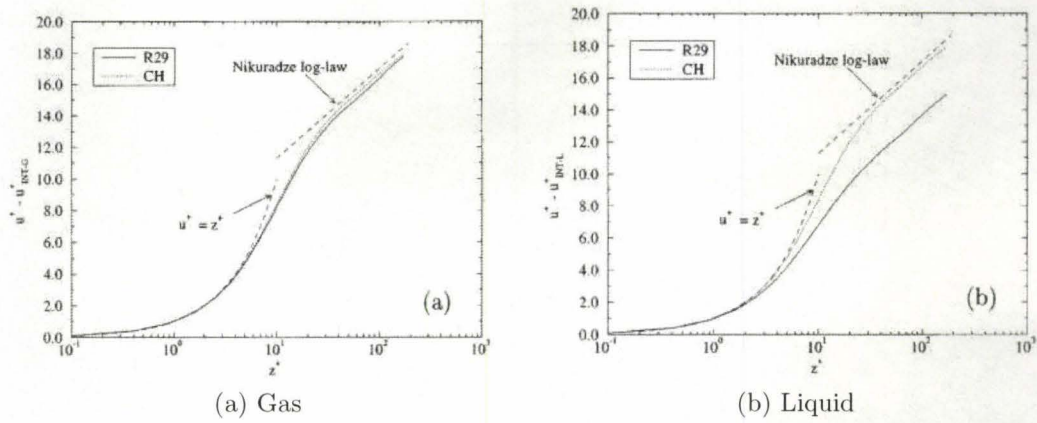 20.0
18.0
16.0
14.0
12.0
10.0
8.0
6.0
4.0
2.0
0.0
u⁺ - u⁺INT-G
R29
CH
Nikuradze log-law
u⁺ = z⁺
(a)
10⁻¹ 10⁰ 10¹ 10² 10³
z⁺
(a) Gas
20.0
18.0
16.0
14.0
12.0
10.0
8.0
6.0
4.0
2.0
0.0
u⁺ - u⁺INT-L
R29
CH
Nikuradze log-law
u⁺ = z⁺
(b)
10⁻¹ 10⁰ 10¹ 10² 10³
z⁺
(b) Liquid